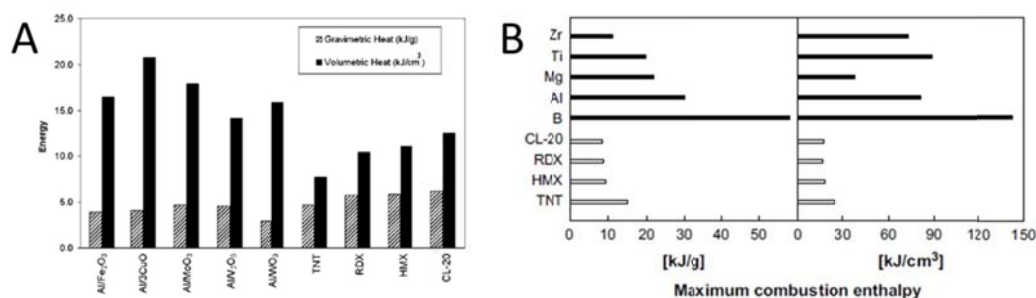 A
25.0
20.0
15.0
10.0
5.0
0.0
Energy
Gravimetric Heat (kJ/g)
Volumetric Heat (kJ/cm³)
Al/Fe₂O₃
Al/3CuO
Al/MoO₃
Al/V₂O₅
Al/WO₃
TNT
RDX
HMX
CL-20
B
Zr
Ti
Mg
Al
B
CL-20
RDX
HMX
TNT
0 10 20 30 40 50 60
0 30 60 90 120 150
[kJ/g] [kJ/cm³]
Maximum combustion enthalpy